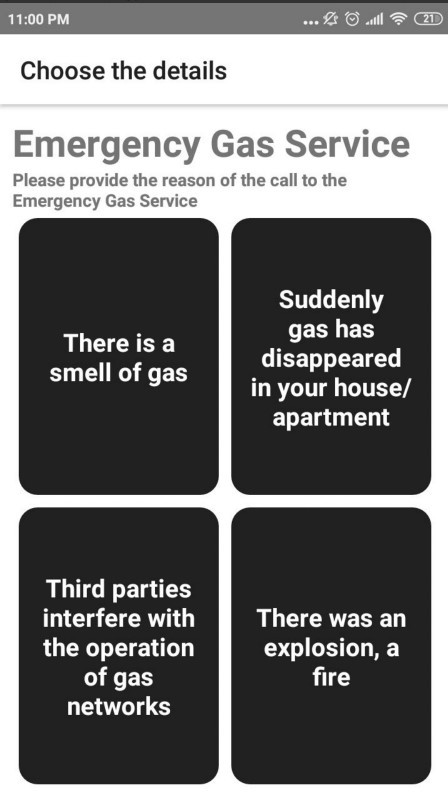 11:00 PM
21
Choose the details
Emergency Gas Service
Please provide the reason of the call to the
Emergency Gas Service
There is a
smell of gas
Suddenly
gas has
disappeared
in your house/
apartment
Third parties
interfere with
the operation
of gas
networks
There was an
explosion, a
fire